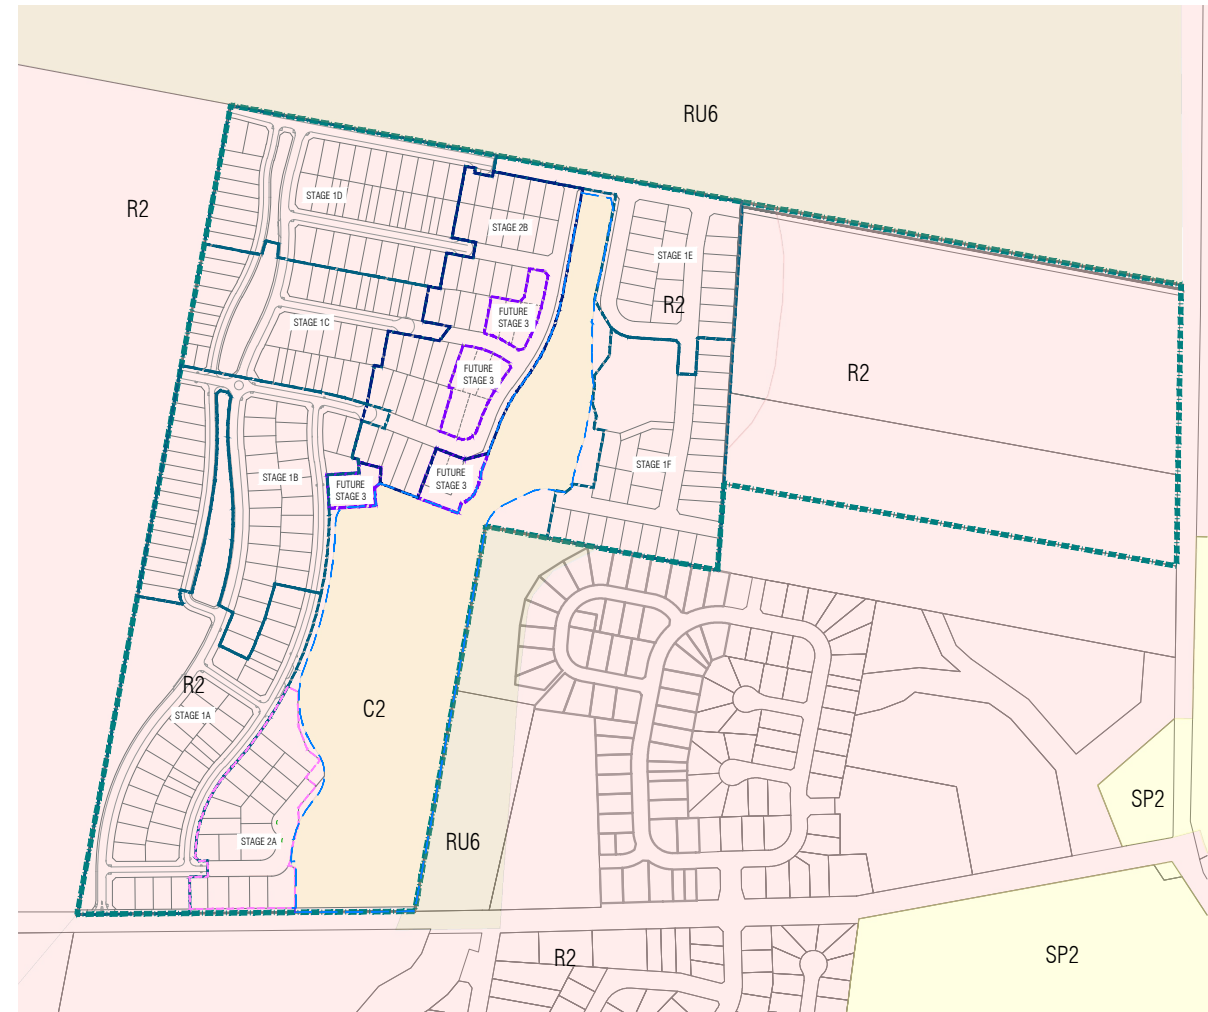 RU6
R2
STAGE 1D
STAGE 2B
STAGE 1E
R2
FUTURE
STAGE 3
STAGE 1C
FUTURE
STAGE 3
R2
STAGE 1B
FUTURE
STAGE 3
FUTURE
STAGE 3
STAGE 1F
R2
STAGE 1A
C2
SP2
STAGE 2A
RU6
R2
SP2